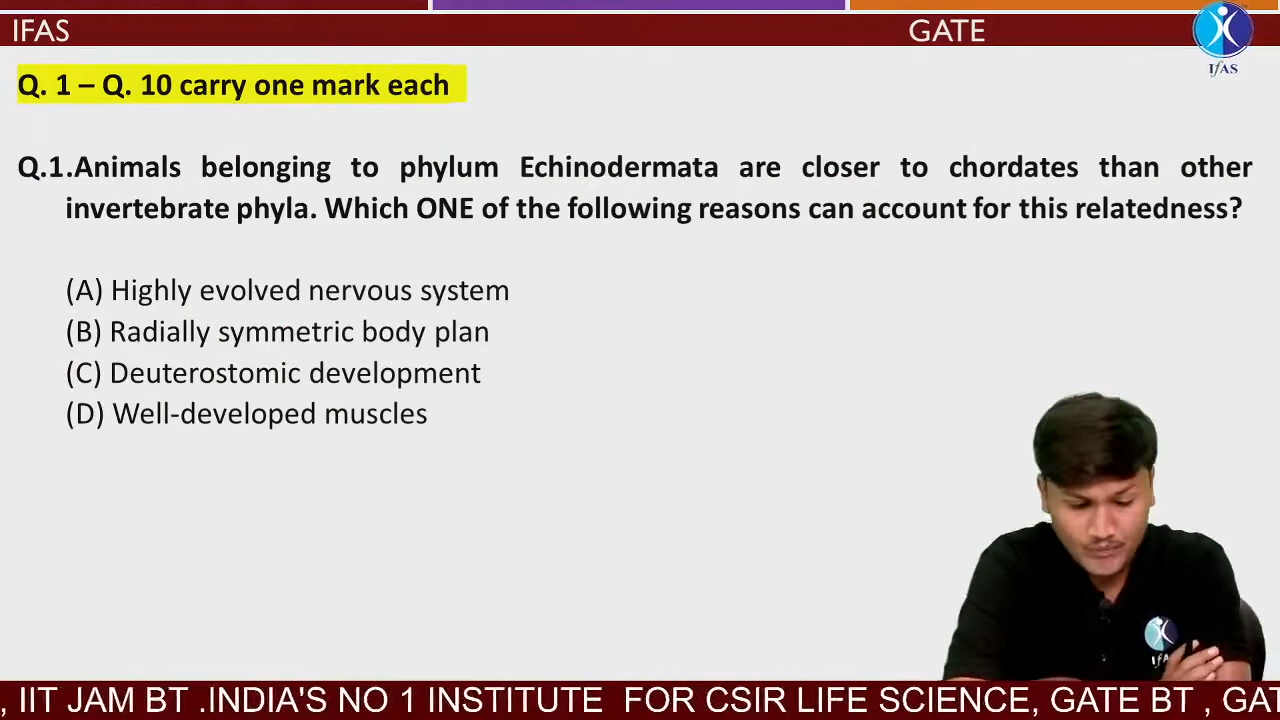 IFAS GATE
IfAS
Q. 1 – Q. 10 carry one mark each
Q.1.Animals belonging to phylum Echinodermata are closer to chordates than other
invertebrate phyla. Which ONE of the following reasons can account for this relatedness?
(A) Highly evolved nervous system
(B) Radially symmetric body plan
(C) Deuterostomic development
(D) Well-developed muscles
IfAS
, IIT JAM BT .INDIA'S NO 1 INSTITUTE FOR CSIR LIFE SCIENCE, GATE BT , GAT